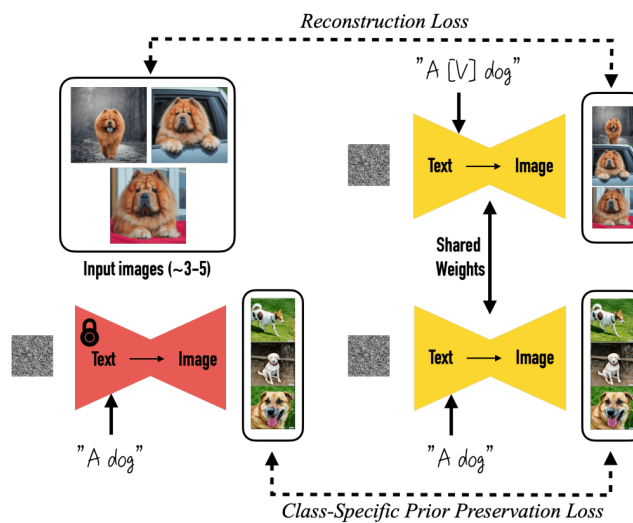 Reconstruction Loss
"A [V] dog"
Text Image
Shared
Weights
Input images (~3-5)
Text Image
"A dog"
Text Image
"A dog"
Class-Specific Prior Preservation Loss